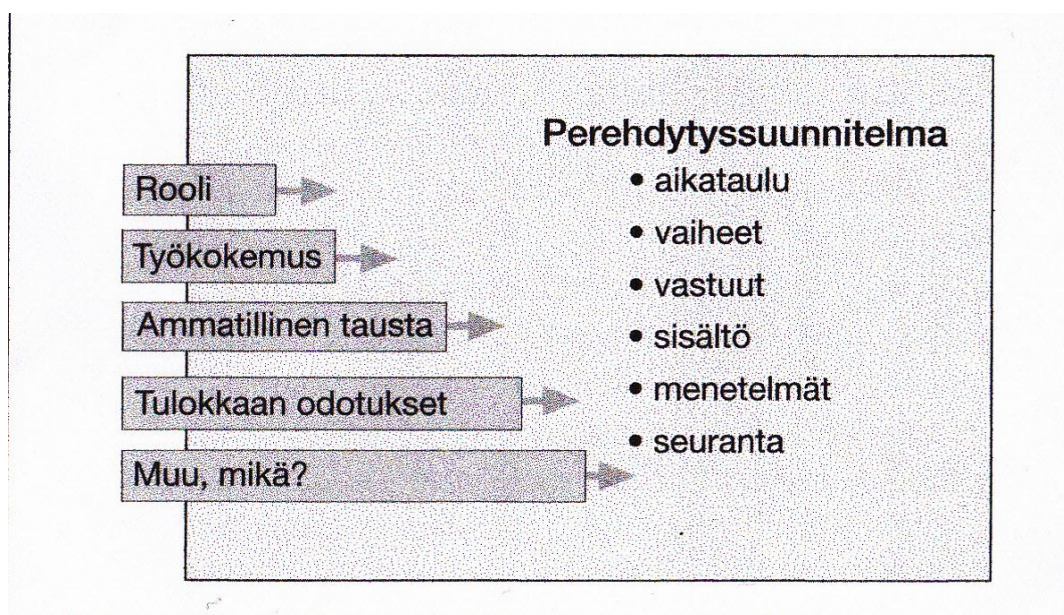 Rooli
Työkokemus
Ammatillinen tausta
Tulokkaan odotukset
Muu, mikä?
Perehdytyssuunnitelma
• aikataulu
• vaiheet
• vastuut
• sisältö
• menetelmät
• seuranta